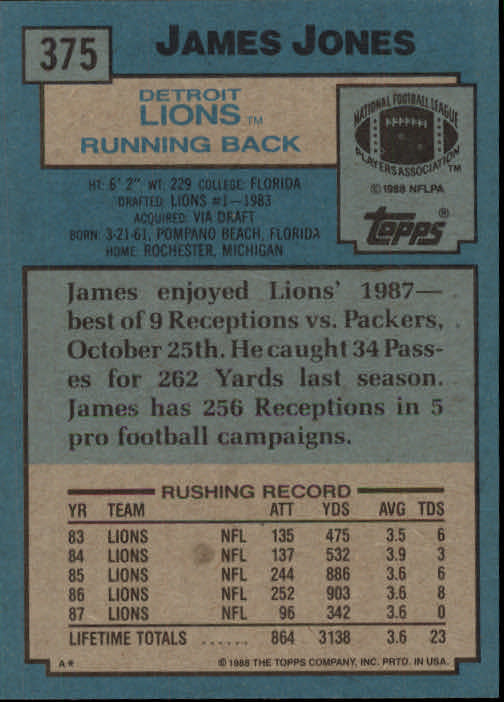 375
JAMES JONES
DETROIT
LIONS™
RUNNING BACK
NATIONAL FOOTBALL LEAGUE
PLAYERS ASSOCIATION™
© 1988 NFLPA
topps®
HT: 6' 2" WT: 229 COLLEGE: FLORIDA
DRAFTED: LIONS #1—1983
ACQUIRED: VIA DRAFT
BORN: 3-21-61, POMPANO BEACH, FLORIDA
HOME: ROCHESTER, MICHIGAN
James enjoyed Lions' 1987—
best of 9 Receptions vs. Packers,
October 25th. He caught 34 Pass-
es for 262 Yards last season.
James has 256 Receptions in 5
pro football campaigns.
RUSHING RECORD
YR TEAM ATT YDS AVG TDS
83 LIONS NFL 135 475 3.5 6
84 LIONS NFL 137 532 3.9 3
85 LIONS NFL 244 886 3.6 6
86 LIONS NFL 252 903 3.6 8
87 LIONS NFL 96 342 3.6 0
LIFETIME TOTALS ...... 864 3138 3.6 23
A* © 1988 THE TOPPS COMPANY, INC. PRTD. IN USA.